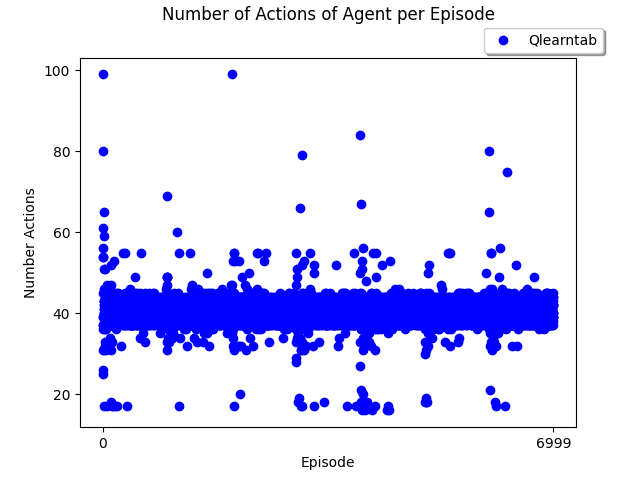 Number of Actions of Agent per Episode
Qlearntab
100
80
60
40
20
Number Actions
0
6999
Episode